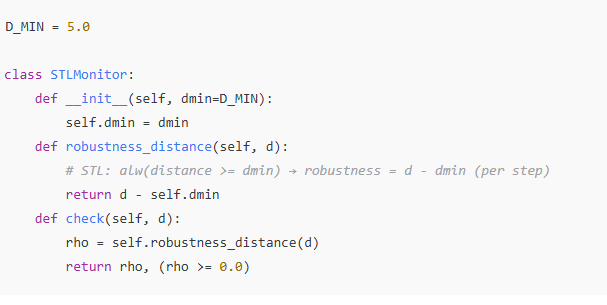 D_MIN = 5.0
class STLMonitor:
    def __init__(self, dmin=D_MIN):
        self.dmin = dmin
    def robustness_distance(self, d):
        # STL: alw(distance >= dmin) → robustness = d - dmin (per step)
        return d - self.dmin
    def check(self, d):
        rho = self.robustness_distance(d)
        return rho, (rho >= 0.0)